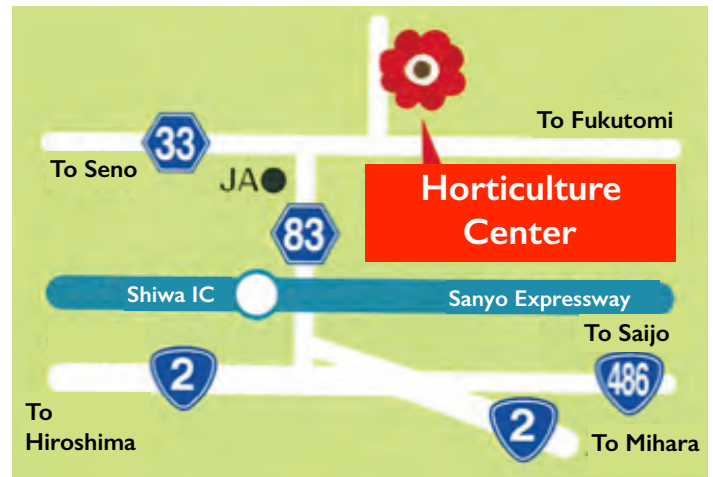 To Fukutomi
33
To Seno
JA
Horticulture
Center
83
Shiwa IC
Sanyo Expressway
To Saijo
2
486
To
Hiroshima
2
To Mihara